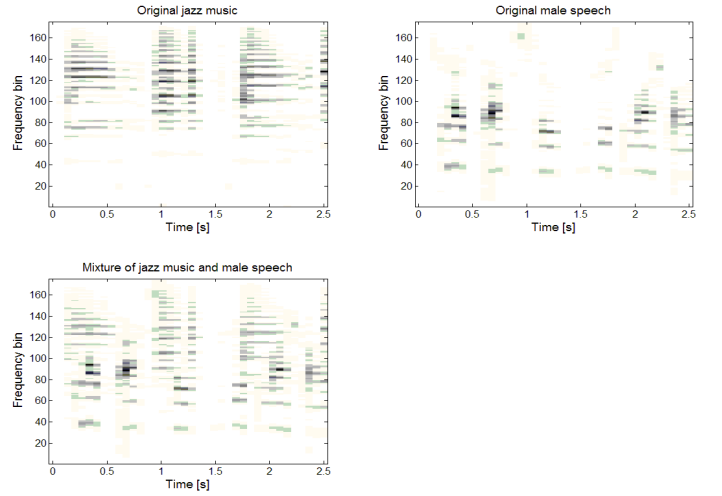 Original jazz music
160
140
120
100
80
60
40
20
Frequency bin
0 0.5 1 1.5 2 2.5
Time [s]
Original male speech
160
140
120
100
80
60
40
20
Frequency bin
0 0.5 1 1.5 2 2.5
Time [s]
Mixture of jazz music and male speech
160
140
120
100
80
60
40
20
Frequency bin
0 0.5 1 1.5 2 2.5
Time [s]